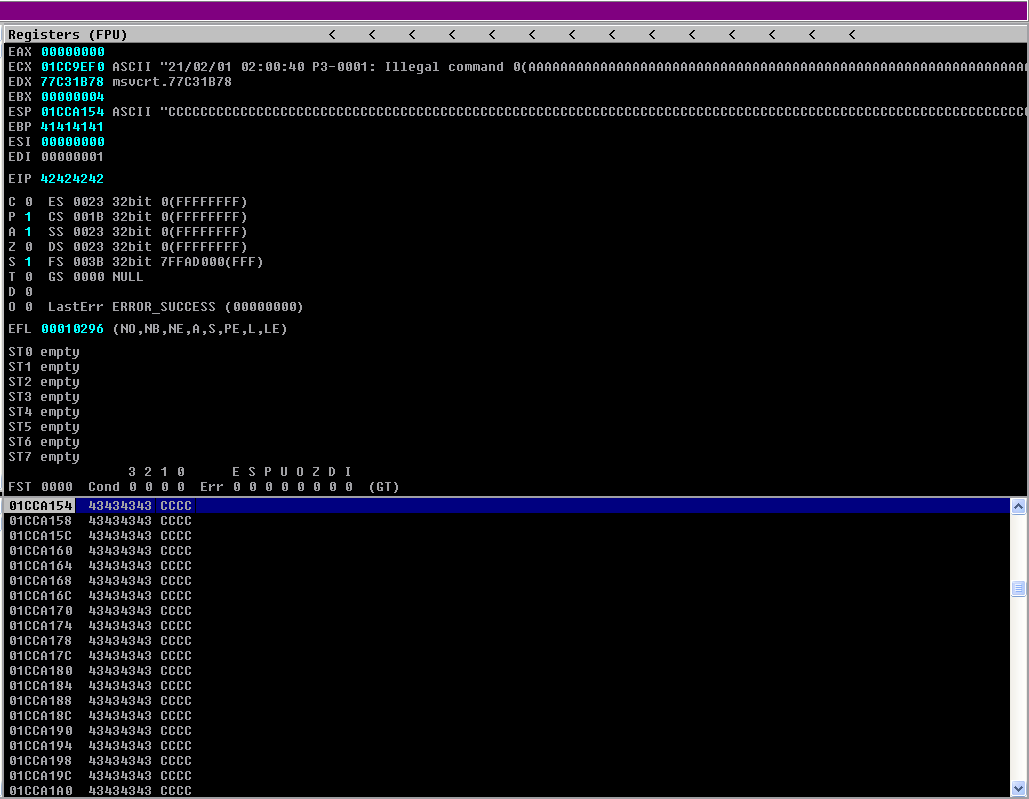 Registers (FPU) < < < < < < < < < < < < < <
EAX 00000000
ECX 01CC9EF0 ASCII "21/02/01 02:00:40 P3-0001: Illegal command 0(AAAAAAAAAAAAAAAAAAAAAAAAAAAAAAAAAAAAAAAAAAAAAAAAAAAAAAAAAAAAAAA
EDX 77C31B78 msvcrt.77C31B78
EBX 00000004
ESP 01CCA154 ASCII "CCCCCCCCCCCCCCCCCCCCCCCCCCCCCCCCCCCCCCCCCCCCCCCCCCCCCCCCCCCCCCCCCCCCCCCCCCCCCCCCCCCCCCCCCCCCCCCCCCCCCCCCCCCC
EBP 41414141
ESI 00000000
EDI 00000001
EIP 42424242
C 0 ES 0023 32bit 0(FFFFFFFF)
P 1 CS 001B 32bit 0(FFFFFFFF)
A 1 SS 0023 32bit 0(FFFFFFFF)
Z 0 DS 0023 32bit 0(FFFFFFFF)
S 1 FS 003B 32bit 7FFAD000(FFF)
T 0 GS 0000 NULL
D 0
O 0 LastErr ERROR_SUCCESS (00000000)
EFL 00010296 (NO,NB,NE,A,S,PE,L,LE)
ST0 empty
ST1 empty
ST2 empty
ST3 empty
ST4 empty
ST5 empty
ST6 empty
ST7 empty
3 2 1 0 E S P U O Z D I
FST 0000 Cond 0 0 0 0 Err 0 0 0 0 0 0 0 0 (GT)
01CCA154 43434343 CCCC
01CCA158 43434343 CCCC
01CCA15C 43434343 CCCC
01CCA160 43434343 CCCC
01CCA164 43434343 CCCC
01CCA168 43434343 CCCC
01CCA16C 43434343 CCCC
01CCA170 43434343 CCCC
01CCA174 43434343 CCCC
01CCA178 43434343 CCCC
01CCA17C 43434343 CCCC
01CCA180 43434343 CCCC
01CCA184 43434343 CCCC
01CCA188 43434343 CCCC
01CCA18C 43434343 CCCC
01CCA190 43434343 CCCC
01CCA194 43434343 CCCC
01CCA198 43434343 CCCC
01CCA19C 43434343 CCCC
01CCA1A0 43434343 CCCC